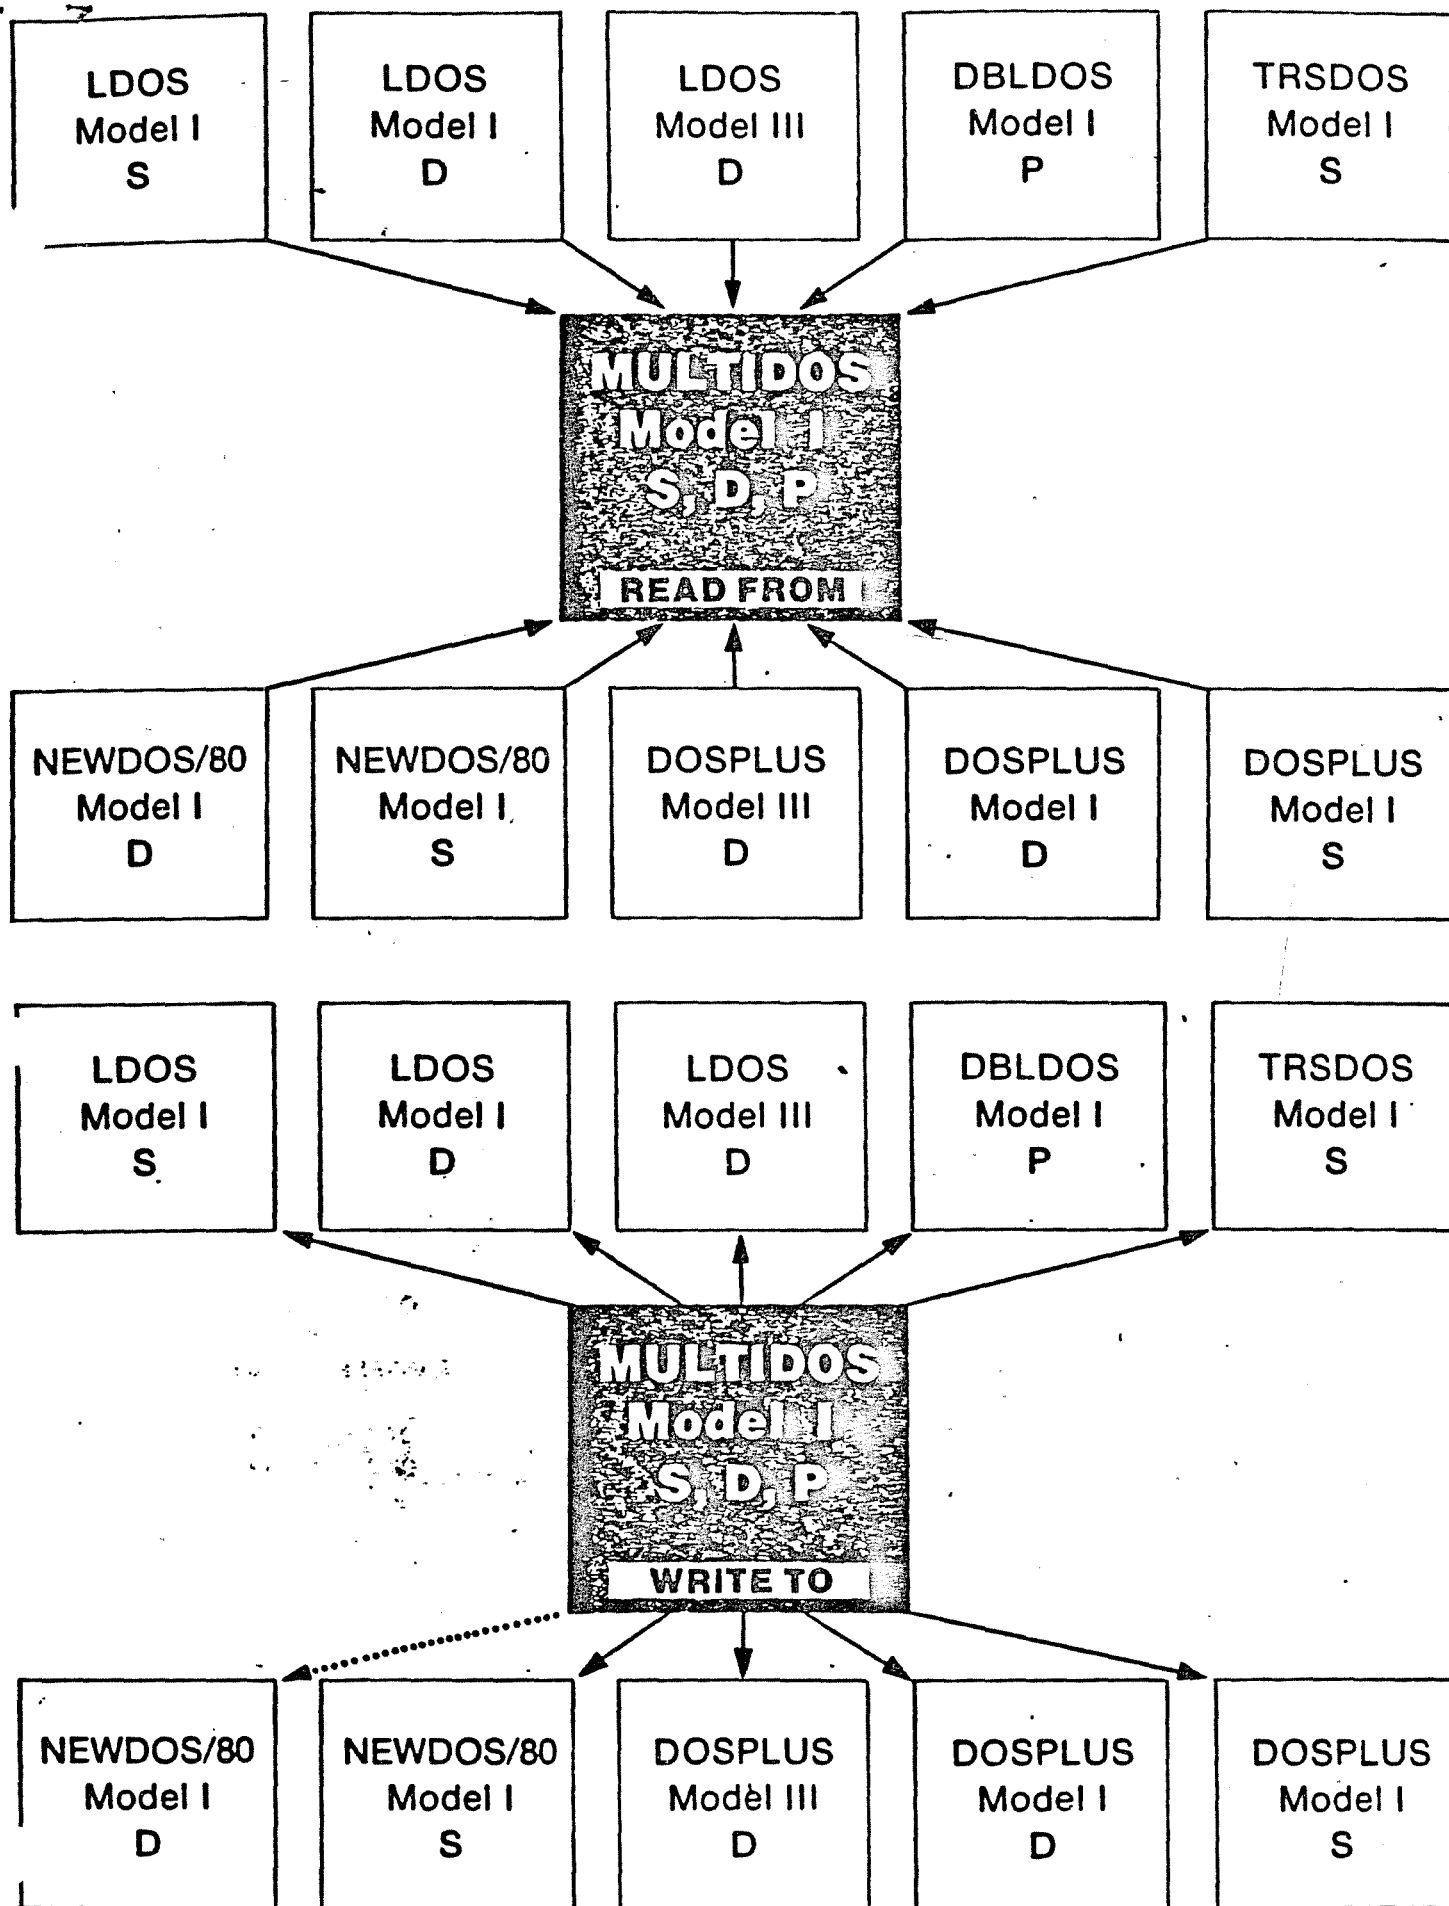 LDOS
Model I
S
LDOS
Model I
D
LDOS
Model III
D
DBLDOS
Model I
P
TRSDOS
Model I
S
MULTIDOS
Model I
S, D, P
READ FROM
NEWDOS/80
Model I
D
NEWDOS/80
Model I
S
DOSPLUS
Model III
D
DOSPLUS
Model I
D
DOSPLUS
Model I
S
LDOS
Model I
S
LDOS
Model I
D
LDOS
Model III
D
DBLDOS
Model I
P
TRSDOS
Model I
S
MULTIDOS
Model I
S, D, P
WRITE TO
NEWDOS/80
Model I
D
NEWDOS/80
Model I
S
DOSPLUS
Model III
D
DOSPLUS
Model I
D
DOSPLUS
Model I
S